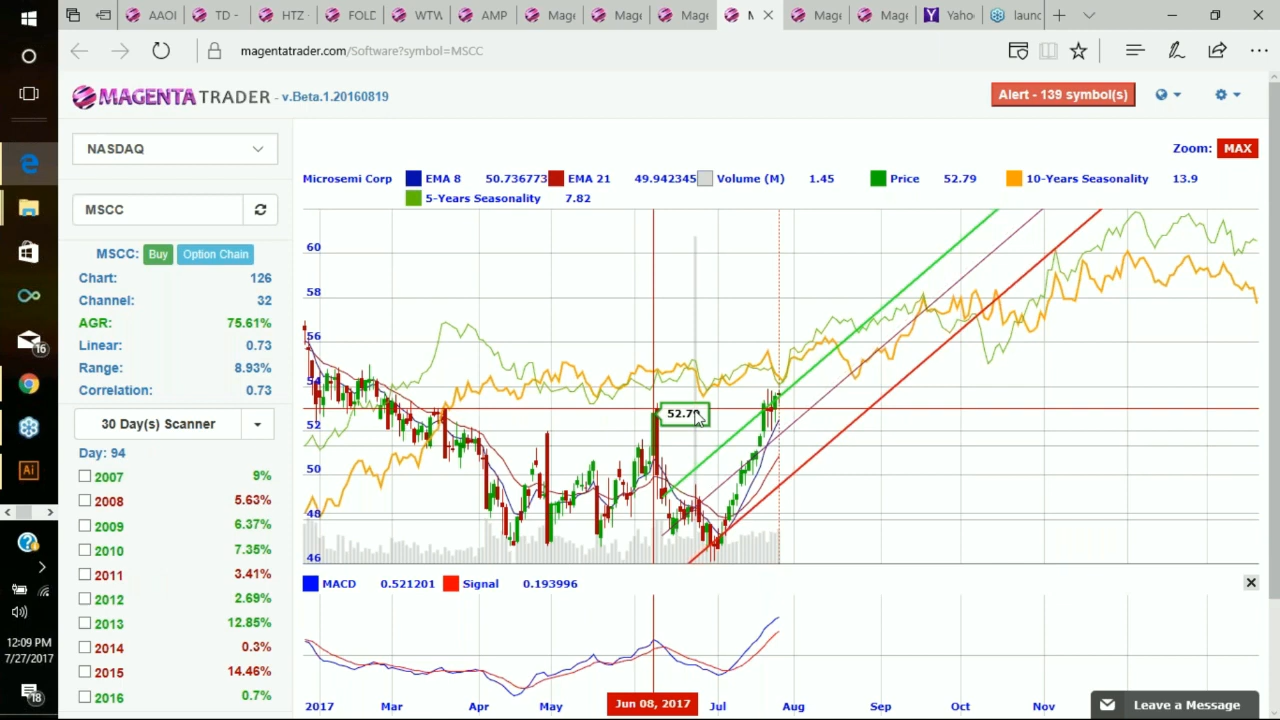 AAOI
TD -
HTZ -
FOLD
WTW
AMP
Mage
Mage
Mage
Mage
Mage
Yahoo
launc
magentatrader.com/Software?symbol=MSCC
MAGENTA TRADER - v.Beta.1.20160819
Alert - 139 symbol(s)
NASDAQ
Zoom: MAX
Microsemi Corp EMA 8 50.736773 EMA 21 49.942345 Volume (M) 1.45 Price 52.79 10-Years Seasonality 13.9
5-Years Seasonality 7.82
MSCC
MSCC: Buy Option Chain
Chart: 126
Channel: 32
AGR: 75.61%
Linear: 0.73
Range: 8.93%
Correlation: 0.73
30 Day(s) Scanner
Day: 94
2007 9%
2008 5.63%
2009 6.37%
2010 7.35%
2011 3.41%
2012 2.69%
2013 12.85%
2014 0.3%
2015 14.46%
2016 0.7%
60
58
56
54
52
50
48
46
52.79
MACD 0.521201 Signal 0.193996
2017 Mar Apr May Jun 08, 2017 Jul Aug Sep Oct Nov
Leave a Message
Ai
16
12:09 PM
7/27/2017
18